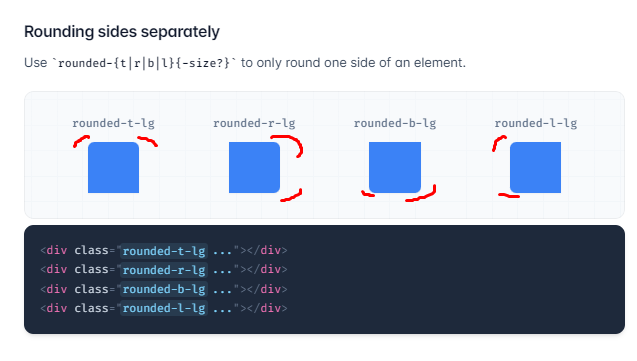 Rounding sides separately
Use `rounded-{t|r|b|l}{-size?}` to only round one side of an element.
rounded-t-lg rounded-r-lg rounded-b-lg rounded-l-lg
<div class="rounded-t-lg ..."></div>
<div class="rounded-r-lg ..."></div>
<div class="rounded-b-lg ..."></div>
<div class="rounded-l-lg ..."></div>